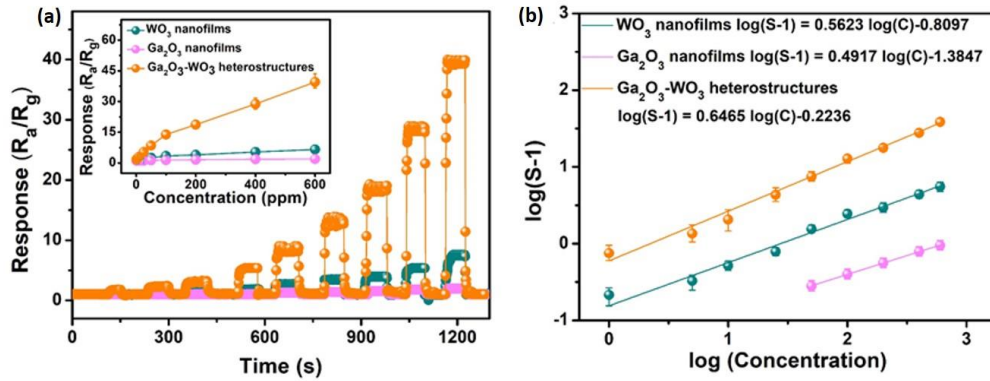 (a)
60
45
30
15
0
Response (Ra/Rg)
WO₃ nanofilms
Ga₂O₃ nanofilms
Ga₂O₃-WO₃ heterostructures
0 200 400 600
Concentration (ppm)
50
40
30
20
10
0
Response (Ra/Rg)
0 300 600 900 1200
Time (s)
(b)
3
2
1
-0
-1
log(S-1)
WO₃ nanofilms log(S-1) = 0.5623 log(C)-0.8097
Ga₂O₃ nanofilms log(S-1) = 0.4917 log(C)-1.3847
Ga₂O₃-WO₃ heterostructures
log(S-1) = 0.6465 log(C)-0.2236
0 1 2 3
log (Concentration)